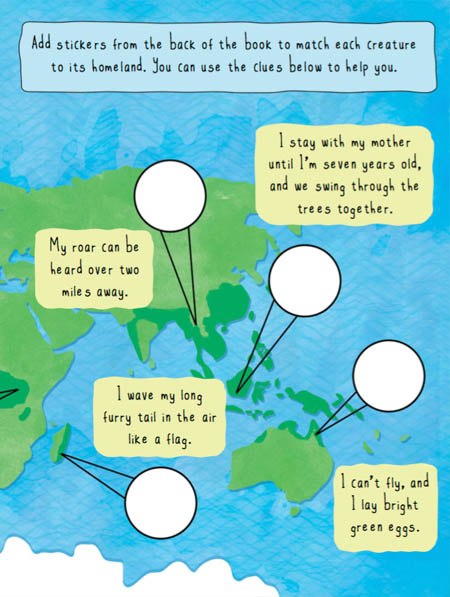 Add stickers from the back of the book to match each creature
to its homeland. You can use the clues below to help you.
I stay with my mother
until I'm seven years old,
and we swing through the
trees together.
My roar can be
heard over two
miles away.
I wave my long
furry tail in the air
like a flag.
I can't fly, and
I lay bright
green eggs.